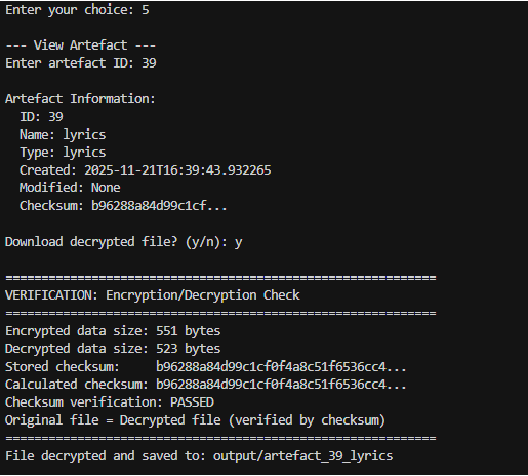 Enter your choice: 5
--- View Artefact ---
Enter artefact ID: 39
Artefact Information:
ID: 39
Name: lyrics
Type: lyrics
Created: 2025-11-21T16:39:43.932265
Modified: None
Checksum: b96288a84d99c1cf...
Download decrypted file? (y/n): y
============================================================
VERIFICATION: Encryption/Decryption Check
============================================================
Encrypted data size: 551 bytes
Decrypted data size: 523 bytes
Stored checksum:     b96288a84d99c1cf0f4a8c51f6536cc4...
Calculated checksum: b96288a84d99c1cf0f4a8c51f6536cc4...
Checksum verification: PASSED
Original file = Decrypted file (verified by checksum)
============================================================
File decrypted and saved to: output/artefact_39_lyrics